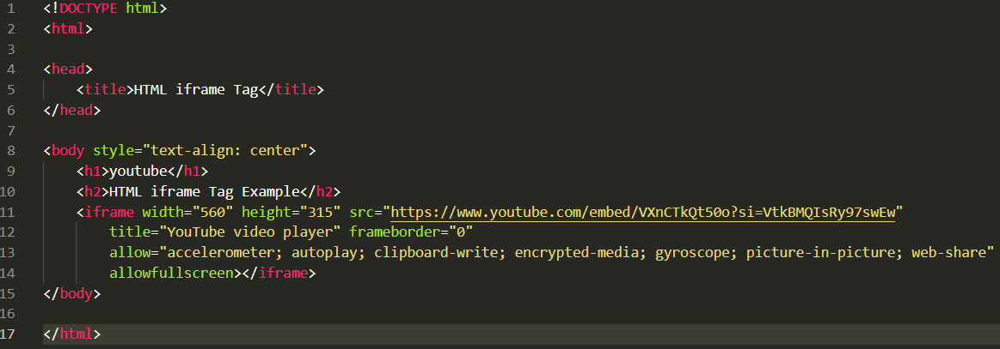 1 <!DOCTYPE html>
2 <html>
3
4 <head>
5     <title>HTML iframe Tag</title>
6 </head>
7
8 <body style="text-align: center">
9     <h1>youtube</h1>
10     <h2>HTML iframe Tag Example</h2>
11     <iframe width="560" height="315" src="https://www.youtube.com/embed/VXnCTkQt50o?si=VtkBMQIsRy97swEw"
12         title="YouTube video player" frameborder="0"
13         allow="accelerometer; autoplay; clipboard-write; encrypted-media; gyroscope; picture-in-picture; web-share"
14         allowfullscreen></iframe>
15 </body>
16
17 </html>